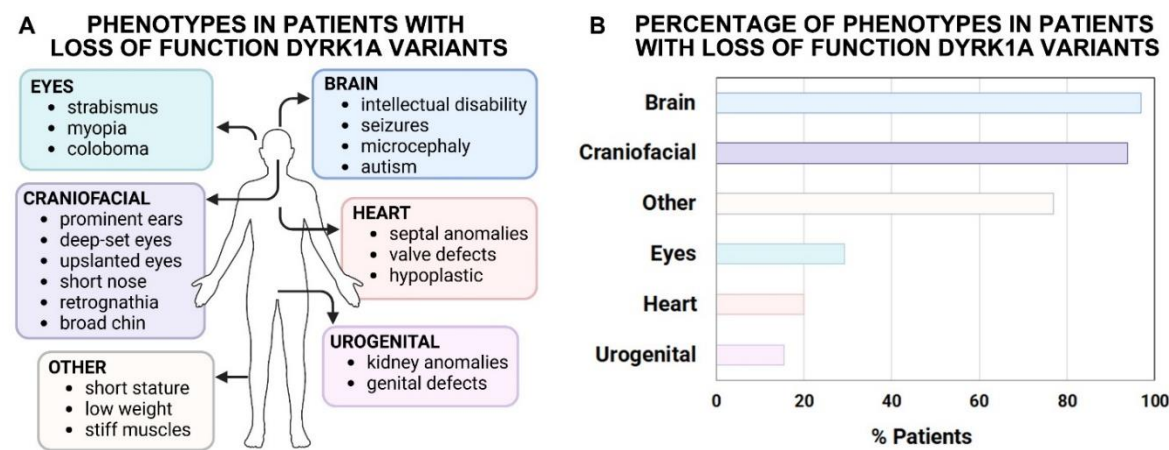 A PHENOTYPES IN PATIENTS WITH
LOSS OF FUNCTION DYRK1A VARIANTS
EYES
• strabismus
• myopia
• coloboma
BRAIN
• intellectual disability
• seizures
• microcephaly
• autism
CRANIOFACIAL
• prominent ears
• deep-set eyes
• upslanted eyes
• short nose
• retrognathia
• broad chin
HEART
• septal anomalies
• valve defects
• hypoplastic
UROGENITAL
• kidney anomalies
• genital defects
OTHER
• short stature
• low weight
• stiff muscles
B PERCENTAGE OF PHENOTYPES IN PATIENTS
WITH LOSS OF FUNCTION DYRK1A VARIANTS
Brain
Craniofacial
Other
Eyes
Heart
Urogenital
0 20 40 60 80 100
% Patients